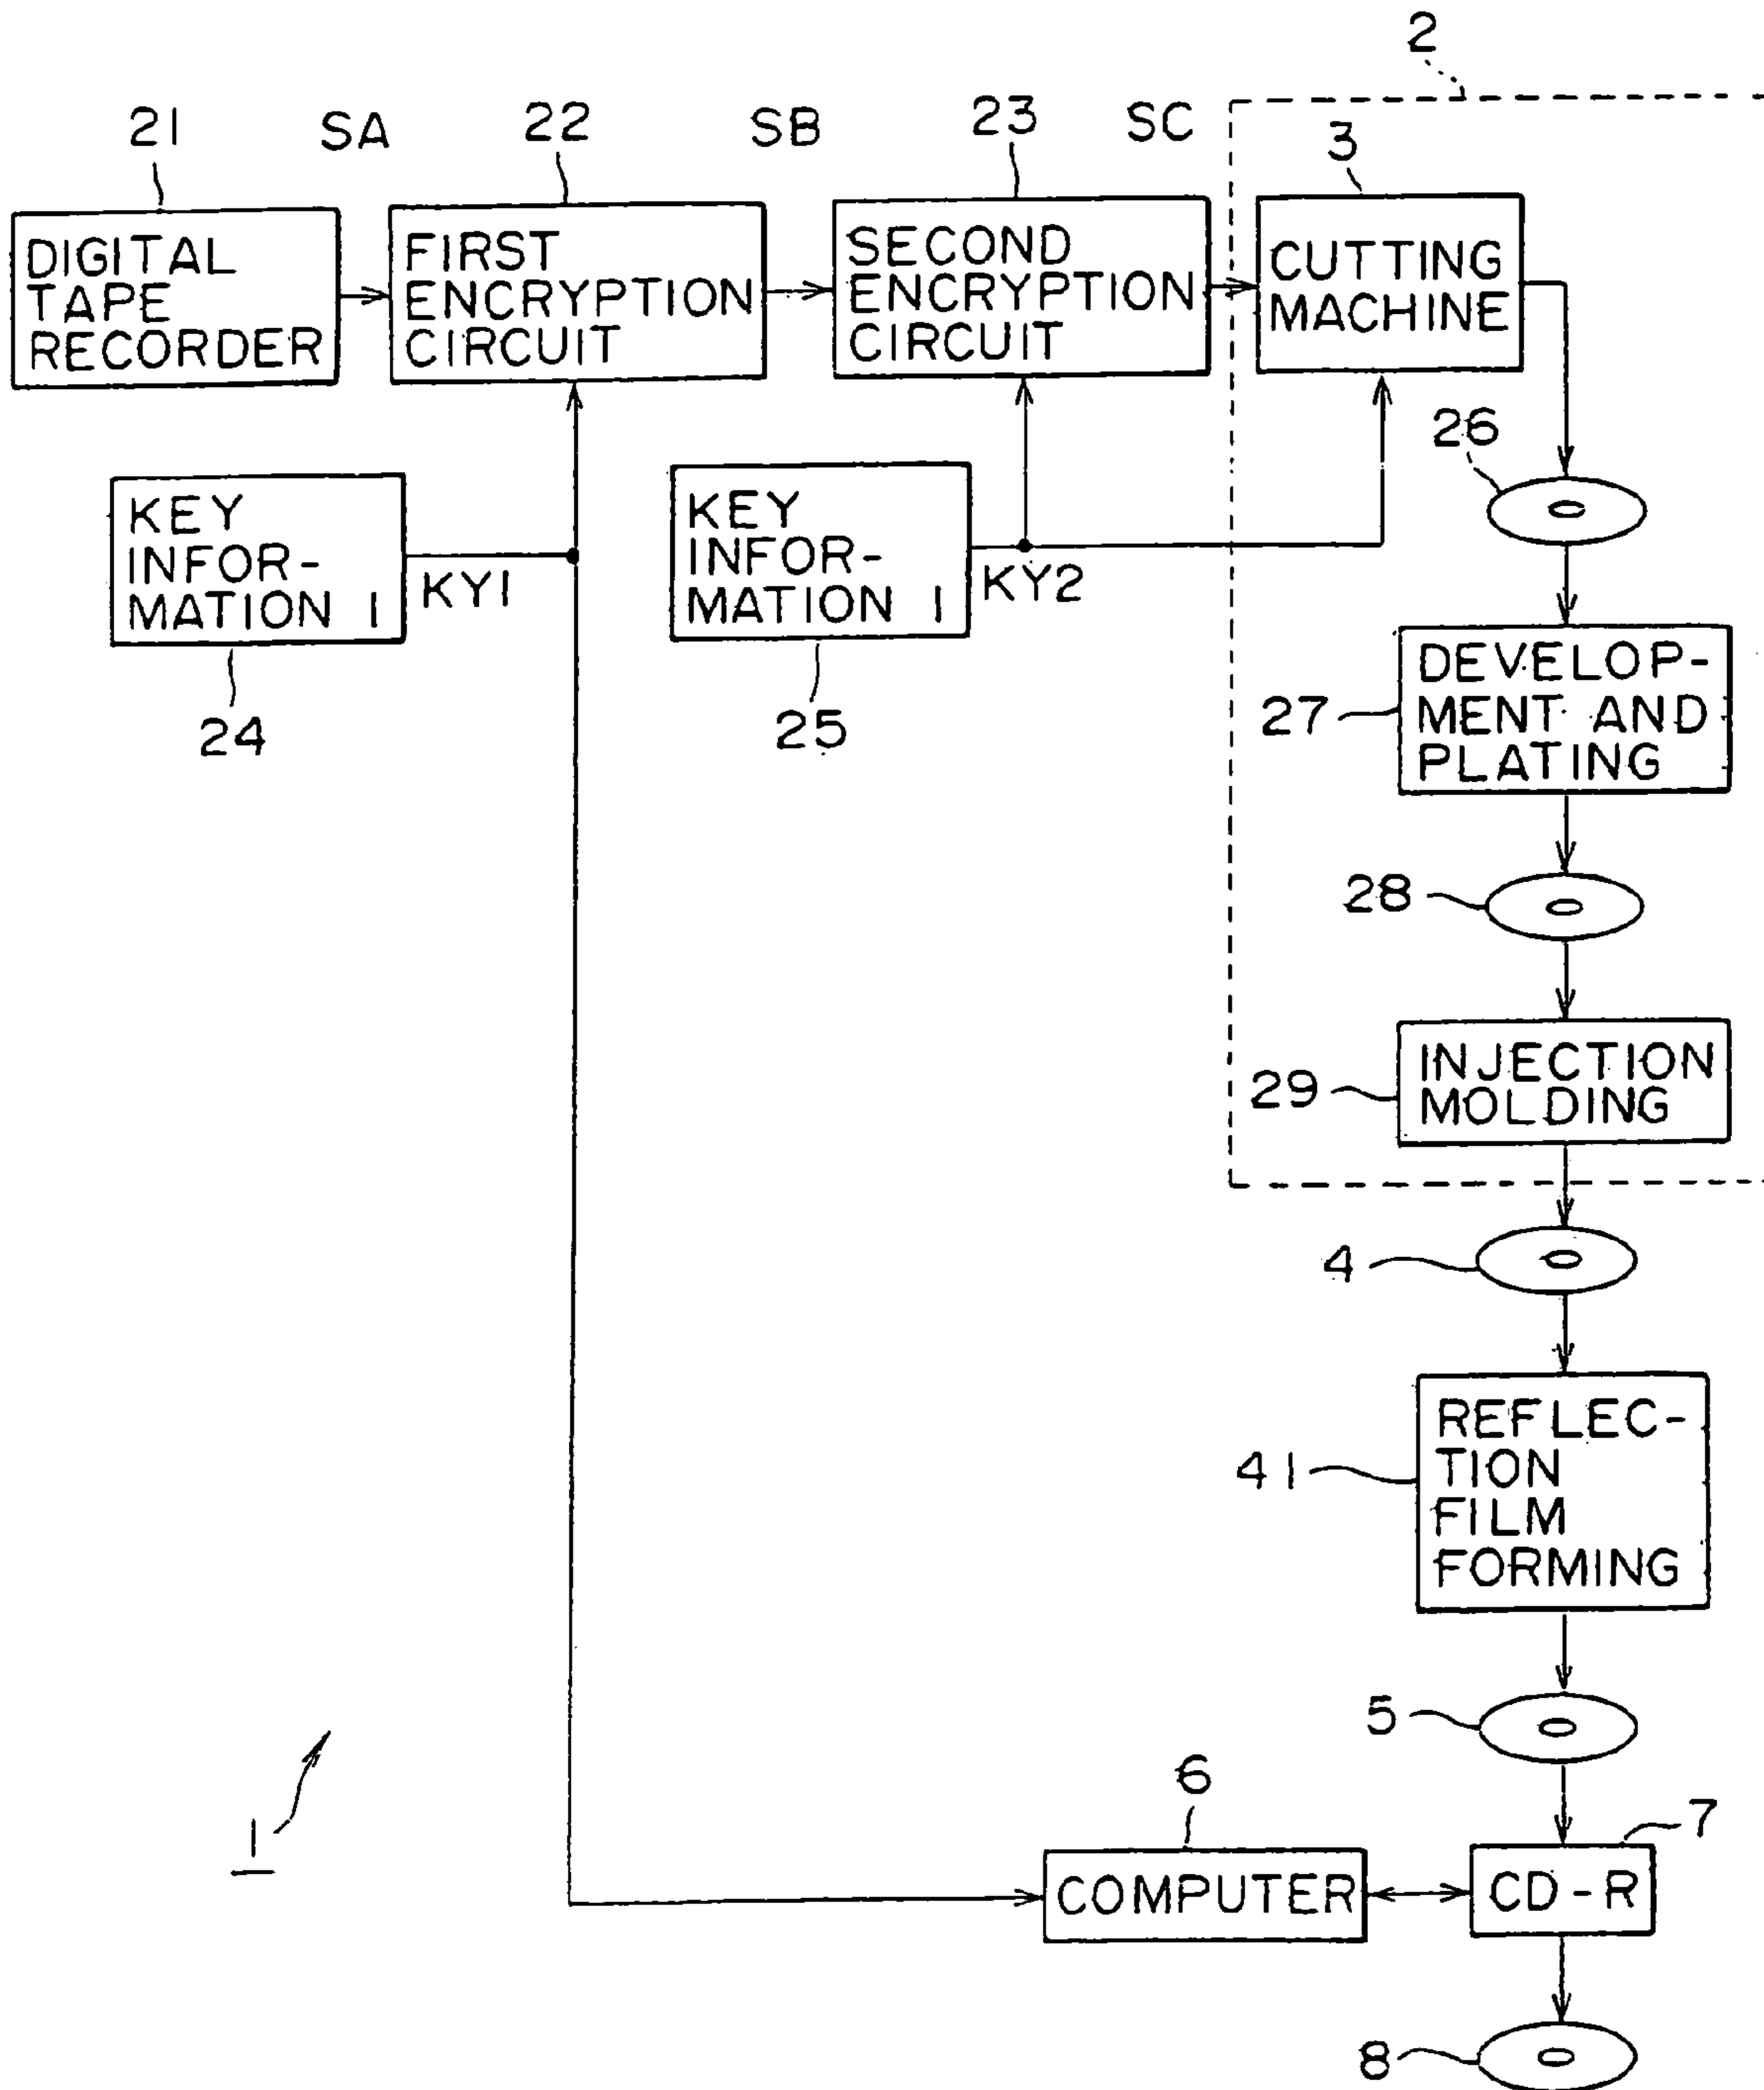 2
21
SA
22
SB
23
SC
3
DIGITAL
TAPE
RECORDER
FIRST
ENCRYPTION
CIRCUIT
SECOND
ENCRYPTION
CIRCUIT
CUTTING
MACHINE
26
KEY
INFOR-
MATION 1
KY1
24
KEY
INFOR-
MATION 1
KY2
25
27
DEVELOP-
MENT AND
PLATING
28
29
INJECTION
MOLDING
4
41
REFLEC-
TION
FILM
FORMING
5
1
6
COMPUTER
7
CD-R
8